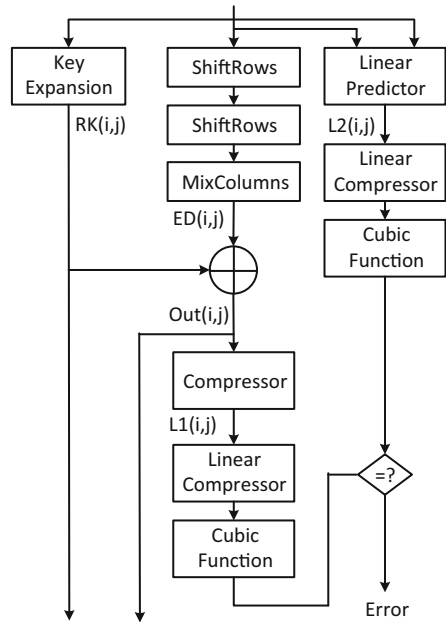 Key
Expansion
ShiftRows
Linear
Predictor
RK(i,j)
ShiftRows
L2(i,j)
Linear
Compressor
MixColumns
ED(i,j)
Cubic
Function
Out(i,j)
Compressor
L1(i,j)
Linear
Compressor
=?
Cubic
Function
Error